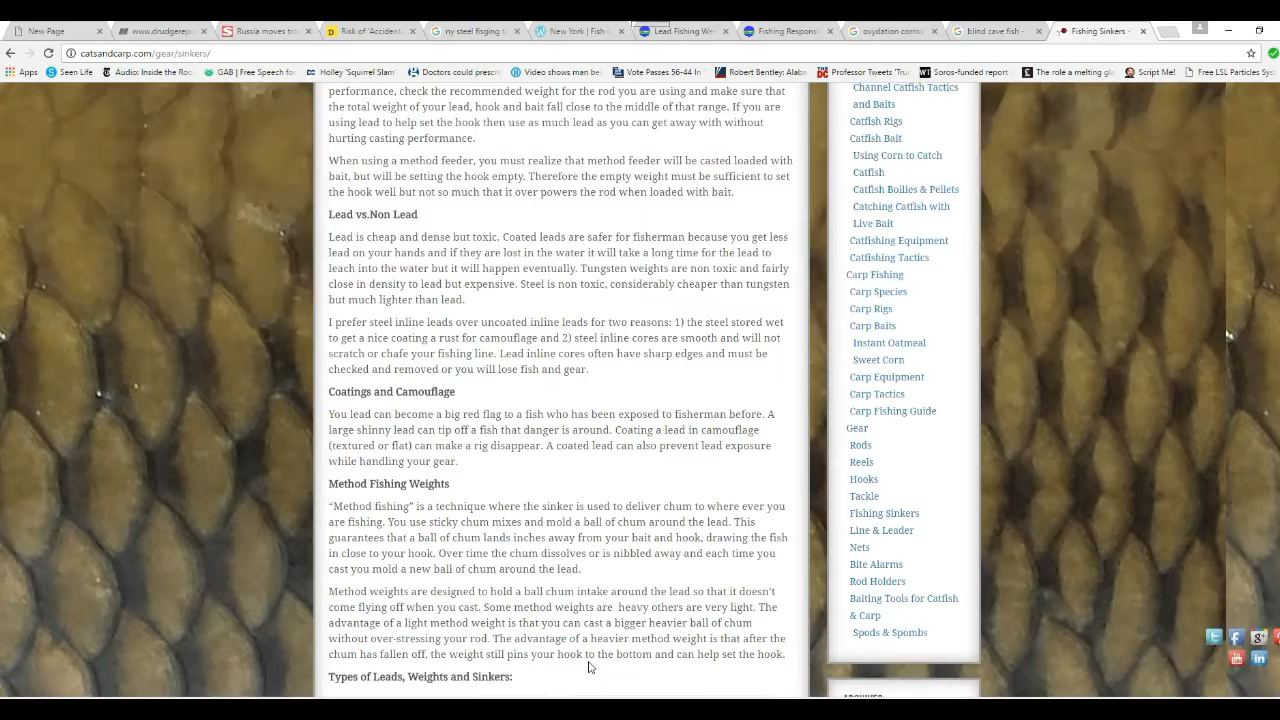 New Page
www.drudgerepo
Russia moves tro
Risk of 'Acciden
ny steel fisging to
New York | Fish
Lead Fishing We
Fishing Responsi
oxydation corros
blind cave fish -
Fishing Sinkers -
catsandcarp.com/gear/sinkers/
Apps
Seen Life
Audio: Inside the Ro
GAB | Free Speech fo
Holley 'Squirrel Slam'
Doctors could prescr
Video shows man be
Vote Passes 56-44 In
Robert Bentley: Alab
Professor Tweets 'Tru
Soros-funded report
The role a melting gl
Script Me!
Free LSL Particles Sys
performance, check the recommended weight for the rod you are using and make sure that
the total weight of your lead, hook and bait fall close to the middle of that range. If you are
using lead to help set the hook then use as much lead as you can get away with without
hurting casting performance.
When using a method feeder, you must realize that method feeder will be casted loaded with
bait, but will be setting the hook empty. Therefore the empty weight must be sufficient to set
the hook well but not so much that it over powers the rod when loaded with bait.
Lead vs.Non Lead
Lead is cheap and dense but toxic. Coated leads are safer for fisherman because you get less
lead on your hands and if they are lost in the water it will take a long time for the lead to
leach into the water but it will happen eventually. Tungsten weights are non toxic and fairly
close in density to lead but expensive. Steel is non toxic, considerably cheaper than tungsten
but much lighter than lead.
I prefer steel inline leads over uncoated inline leads for two reasons: 1) the steel stored wet
to get a nice coating a rust for camouflage and 2) steel inline cores are smooth and will not
scratch or chafe your fishing line. Lead inline cores often have sharp edges and must be
checked and removed or you will lose fish and gear.
Coatings and Camouflage
You lead can become a big red flag to a fish who has been exposed to fisherman before. A
large shinny lead can tip off a fish that danger is around. Coating a lead in camouflage
(textured or flat) can make a rig disappear. A coated lead can also prevent lead exposure
while handling your gear.
Method Fishing Weights
“Method fishing” is a technique where the sinker is used to deliver chum to where ever you
are fishing. You use sticky chum mixes and mold a ball of chum around the lead. This
guarantees that a ball of chum lands inches away from your bait and hook, drawing the fish
in close to your hook. Over time the chum dissolves or is nibbled away and each time you
cast you mold a new ball of chum around the lead.
Method weights are designed to hold a ball chum intake around the lead so that it doesn’t
come flying off when you cast. Some method weights are heavy others are very light. The
advantage of a light method weight is that you can cast a bigger heavier ball of chum
without over-stressing your rod. The advantage of a heavier method weight is that after the
chum has fallen off, the weight still pins your hook to the bottom and can help set the hook.
Types of Leads, Weights and Sinkers:
Channel Catfish Tactics
and Baits
Catfish Rigs
Catfish Bait
Using Corn to Catch
Catfish
Catfish Boilies & Pellets
Catching Catfish with
Live Bait
Catfishing Equipment
Catfishing Tactics
Carp Fishing
Carp Species
Carp Rigs
Carp Baits
Instant Oatmeal
Sweet Corn
Carp Equipment
Carp Tactics
Carp Fishing Guide
Gear
Rods
Reels
Hooks
Tackle
Fishing Sinkers
Line & Leader
Nets
Bite Alarms
Rod Holders
Baiting Tools for Catfish
& Carp
Spods & Spombs